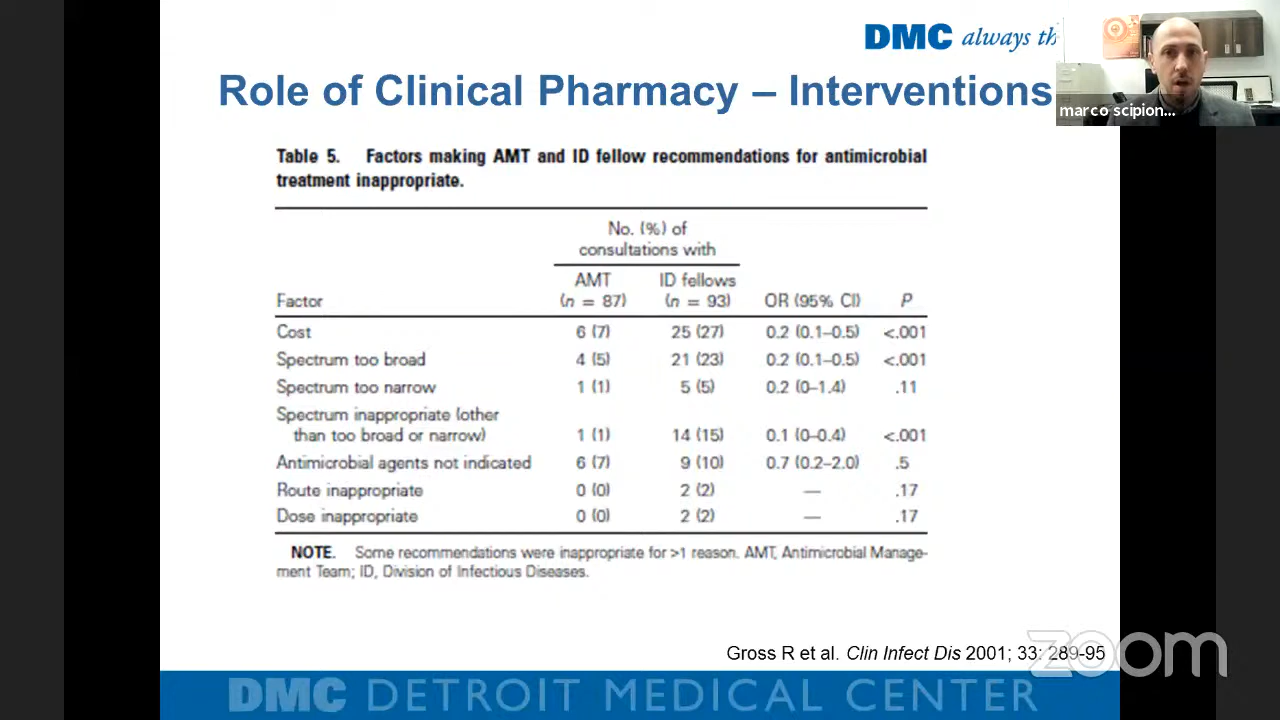 DMC always th
Role of Clinical Pharmacy – Interventions
marco scipion...
Table 5. Factors making AMT and ID fellow recommendations for antimicrobial
treatment inappropriate.
No. (%) of
consultations with
AMT ID fellows
Factor (n = 87) (n = 93) OR (95% CI) P
Cost 6 (7) 25 (27) 0.2 (0.1–0.5) <.001
Spectrum too broad 4 (5) 21 (23) 0.2 (0.1–0.5) <.001
Spectrum too narrow 1 (1) 5 (5) 0.2 (0–1.4) .11
Spectrum inappropriate (other
than too broad or narrow) 1 (1) 14 (15) 0.1 (0–0.4) <.001
Antimicrobial agents not indicated 6 (7) 9 (10) 0.7 (0.2–2.0) .5
Route inappropriate 0 (0) 2 (2) — .17
Dose inappropriate 0 (0) 2 (2) — .17
NOTE. Some recommendations were inappropriate for >1 reason. AMT, Antimicrobial Manage-
ment Team; ID, Division of Infectious Diseases.
Gross R et al. Clin Infect Dis 2001; 33: 289-95
zoom
DMC DETROIT MEDICAL CENTER